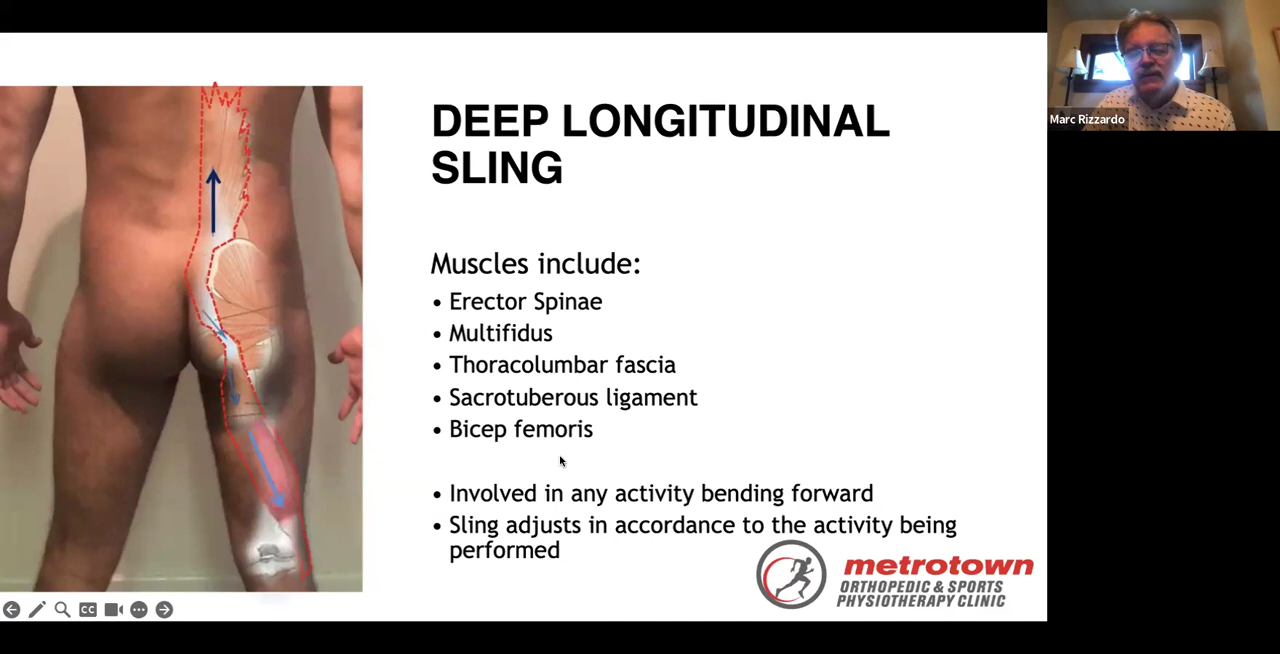 DEEP LONGITUDINAL
SLING
Muscles include:
• Erector Spinae
• Multifidus
• Thoracolumbar fascia
• Sacrotuberous ligament
• Bicep femoris
• Involved in any activity bending forward
• Sling adjusts in accordance to the activity being
performed
metrotown
ORTHOPEDIC & SPORTS
PHYSIOTHERAPY CLINIC
CC
Marc Rizzardo